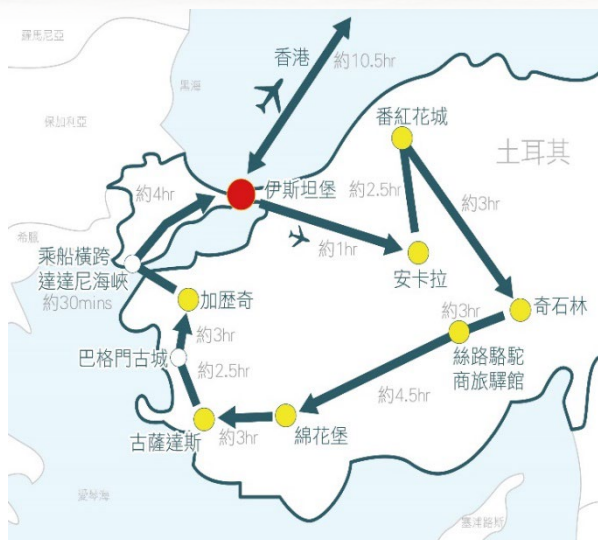 羅馬尼亞
香港
約10.5hr
黑海
保加利亞
番紅花城
土耳其
約4hr
伊斯坦堡
約2.5hr
約3hr
希臘
乘船橫跨
達達尼海峽
約30mins
約1hr
安卡拉
加歷奇
約3hr
奇石林
約3hr
絲路駱駝
商旅驛館
巴格門古城
約2.5hr
約4.5hr
古薩達斯
約3hr
綿花堡
愛琴海
塞浦路斯